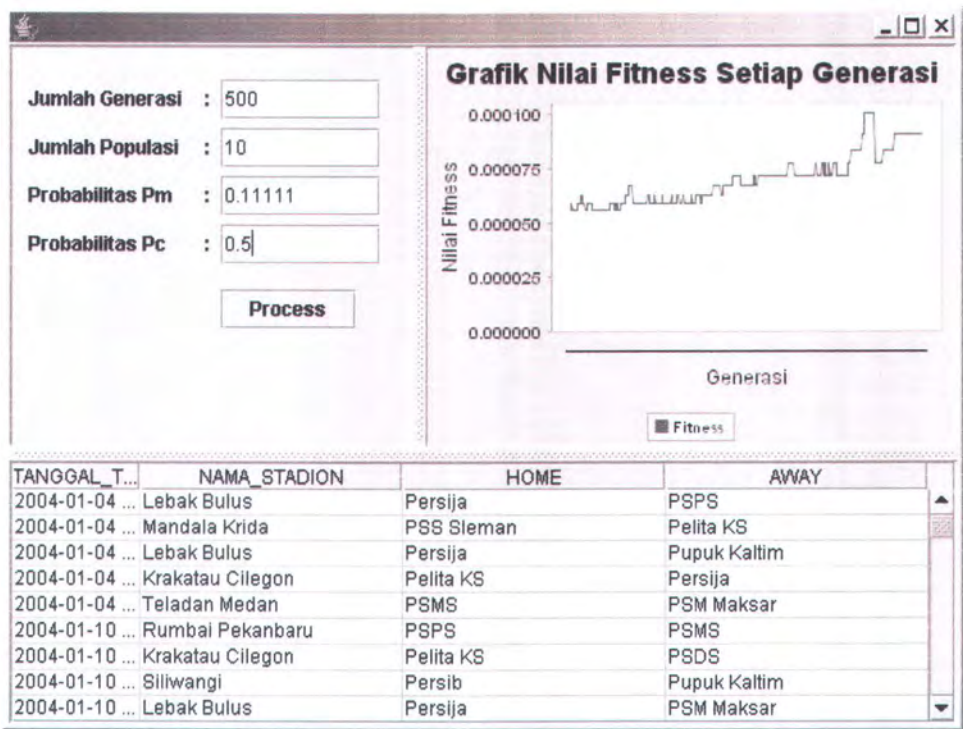 Jumlah Generasi : 500
Jumlah Populasi : 10
Probabilitas Pm : 0.11111
Probabilitas Pc : 0.5
Process
Grafik Nilai Fitness Setiap Generasi
0.000100
0.000075
0.000050
0.000025
0.000000
Nilai Fitness
Generasi
Fitness
TANGGAL_T... NAMA_STADION HOME AWAY
2004-01-04 ... Lebak Bulus Persija PSPS
2004-01-04 ... Mandala Krida PSS Sleman Pelita KS
2004-01-04 ... Lebak Bulus Persija Pupuk Kaltim
2004-01-04 ... Krakatau Cilegon Pelita KS Persija
2004-01-04 ... Teladan Medan PSMS PSM Maksar
2004-01-10 ... Rumbai Pekanbaru PSPS PSMS
2004-01-10 ... Krakatau Cilegon Pelita KS PSDS
2004-01-10 ... Siliwangi Persib Pupuk Kaltim
2004-01-10 ... Lebak Bulus Persija PSM Maksar